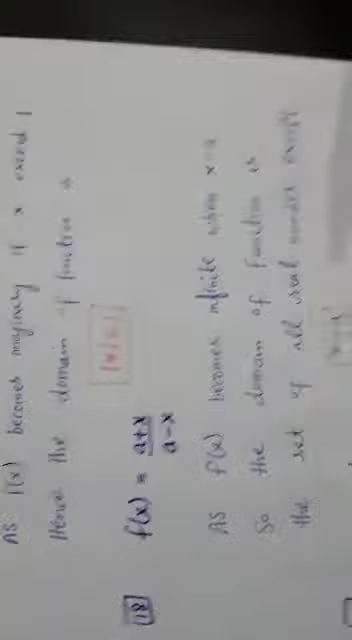 As f(x) becomes imaginary if x exceed 1
Hence the domain of function is
[18] f(x) = a+x
a-x
As f(x) becomes infinite when x=a
So the domain of function is
the set of all real number except